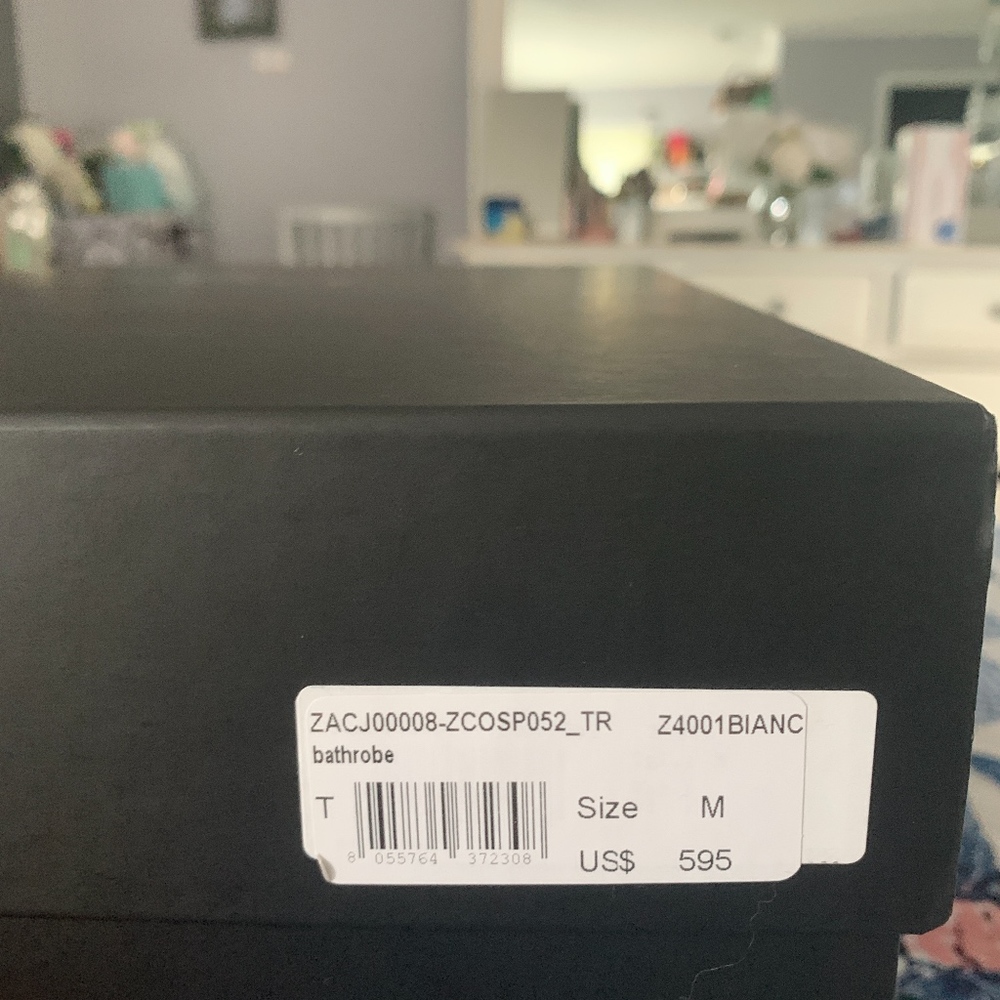 ZACJ00008-ZCOSP052_TR Z4001BIANC
bathrobe
T Size M
8 055764 372308
US$ 595